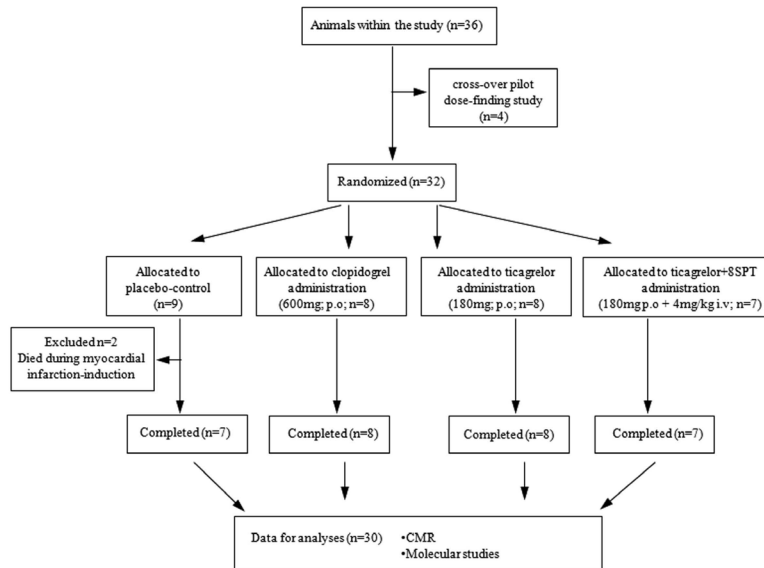 Animals within the study (n=36)
cross-over pilot
dose-finding study
(n=4)
Randomized (n=32)
Allocated to
placebo-control
(n=9)
Allocated to clopidogrel
administration
(600mg; p.o; n=8)
Allocated to ticagrelor
administration
(180mg; p.o; n=8)
Allocated to ticagrelor+8SPT
administration
(180mg p.o + 4mg/kg i.v; n=7)
Excluded n=2
Died during myocardial
infarction-induction
Completed (n=7)
Completed (n=8)
Completed (n=8)
Completed (n=7)
Data for analyses (n=30) •CMR
•Molecular studies